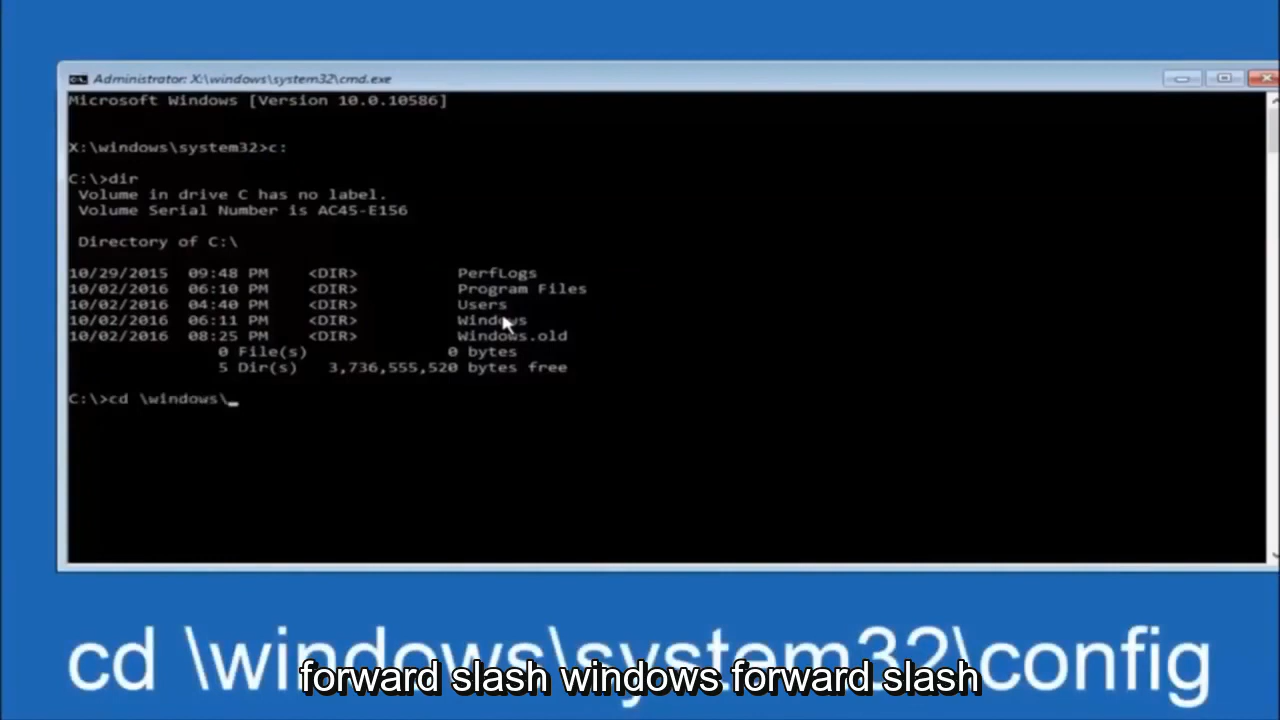 Administrator: X:\windows\system32\cmd.exe
Microsoft Windows [Version 10.0.10586]
X:\windows\system32>c:
C:\>dir
Volume in drive C has no label.
Volume Serial Number is AC45-E156
Directory of C:\
10/29/2015 09:48 PM <DIR> PerfLogs
10/02/2016 06:10 PM <DIR> Program Files
10/02/2016 04:40 PM <DIR> Users
10/02/2016 06:11 PM <DIR> Windows
10/02/2016 08:25 PM <DIR> Windows.old
0 File(s) 0 bytes
5 Dir(s) 3,736,555,520 bytes free
C:\>cd \windows\_
cd \windows\system32\config
forward slash windows forward slash